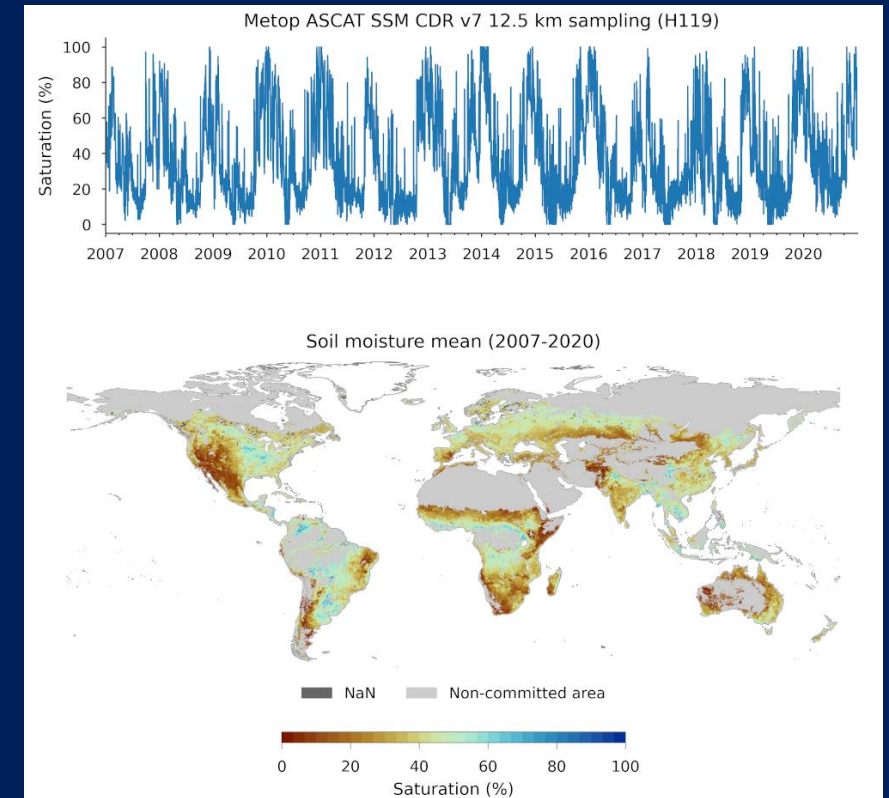 Metop ASCAT SSM CDR v7 12.5 km sampling (H119)
Saturation (%)
100
80
60
40
20
0
2007 2008 2009 2010 2011 2012 2013 2014 2015 2016 2017 2018 2019 2020
Soil moisture mean (2007-2020)
NaN Non-committed area
0 20 40 60 80 100
Saturation (%)